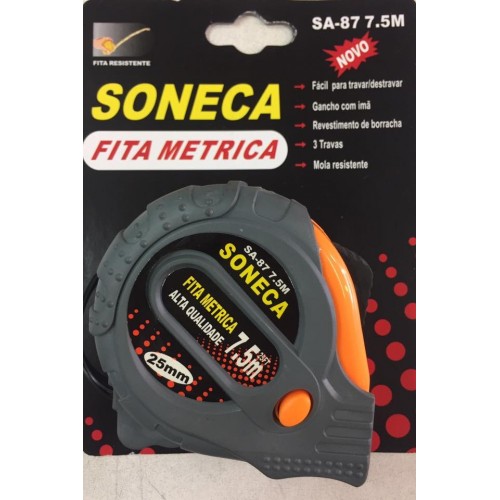 SA-87 7.5M
FITA RESISTENTE
NOVO
SONECA
FITA METRICA
Fácil para travar/destravar
Gancho com imã
Revestimento de borracha
3 Travas
Mola resistente
SA-87 7.5M
SONECA
FITA METRICA
ALTA QUALIDADE
7,5m
25FT
25mm